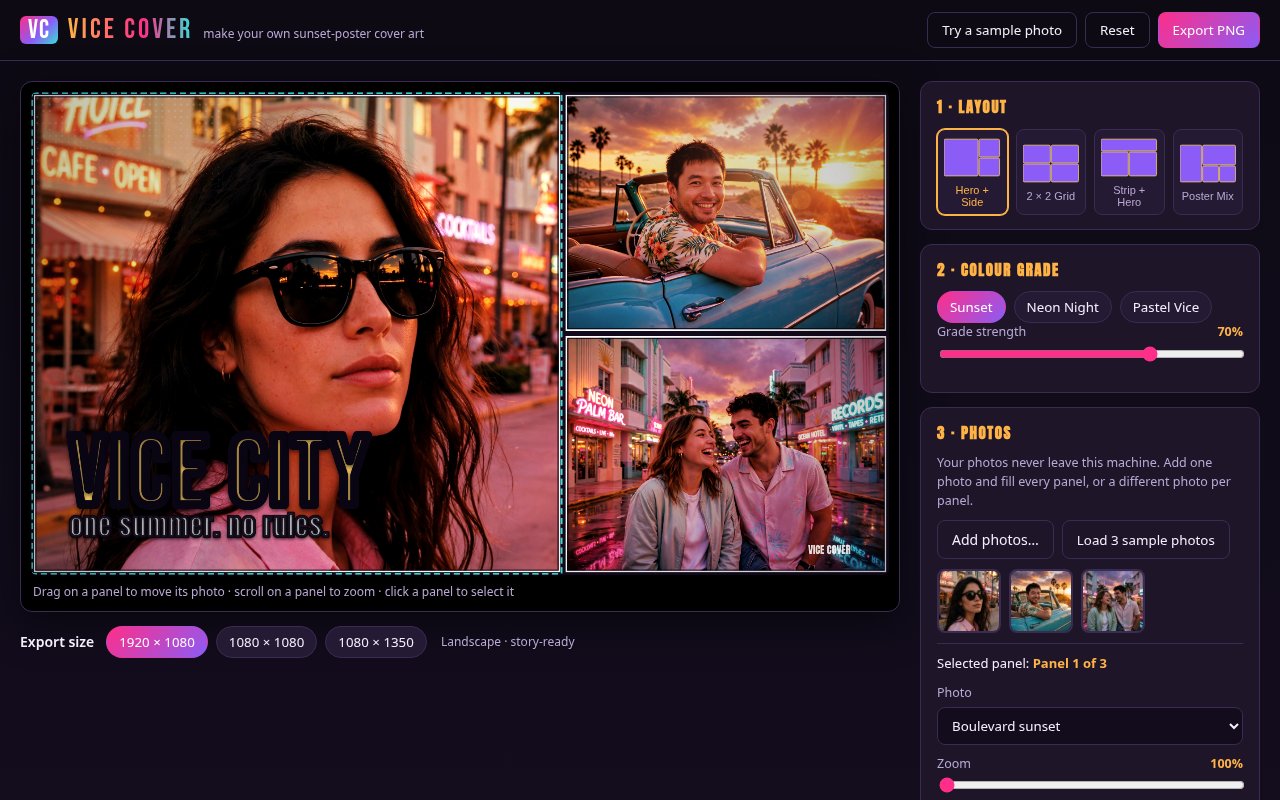 VC VICE COVER make your own sunset-poster cover art
Try a sample photo
Reset
Export PNG
HOTEL
CAFE • OPEN
COCKTAILS
VICE CITY
one summer. no rules.
NEON
PALM BAR
RECORDS
VICE COVER
Drag on a panel to move its photo · scroll on a panel to zoom · click a panel to select it
Export size
1920 × 1080
1080 × 1080
1080 × 1350
Landscape · story-ready
1 · LAYOUT
Hero +
Side
2 × 2 Grid
Strip +
Hero
Poster Mix
2 · COLOUR GRADE
Sunset
Neon Night
Pastel Vice
Grade strength 70%
3 · PHOTOS
Your photos never leave this machine. Add one
photo and fill every panel, or a different photo per
panel.
Add photos...
Load 3 sample photos
Selected panel: Panel 1 of 3
Photo
Boulevard sunset
Zoom 100%